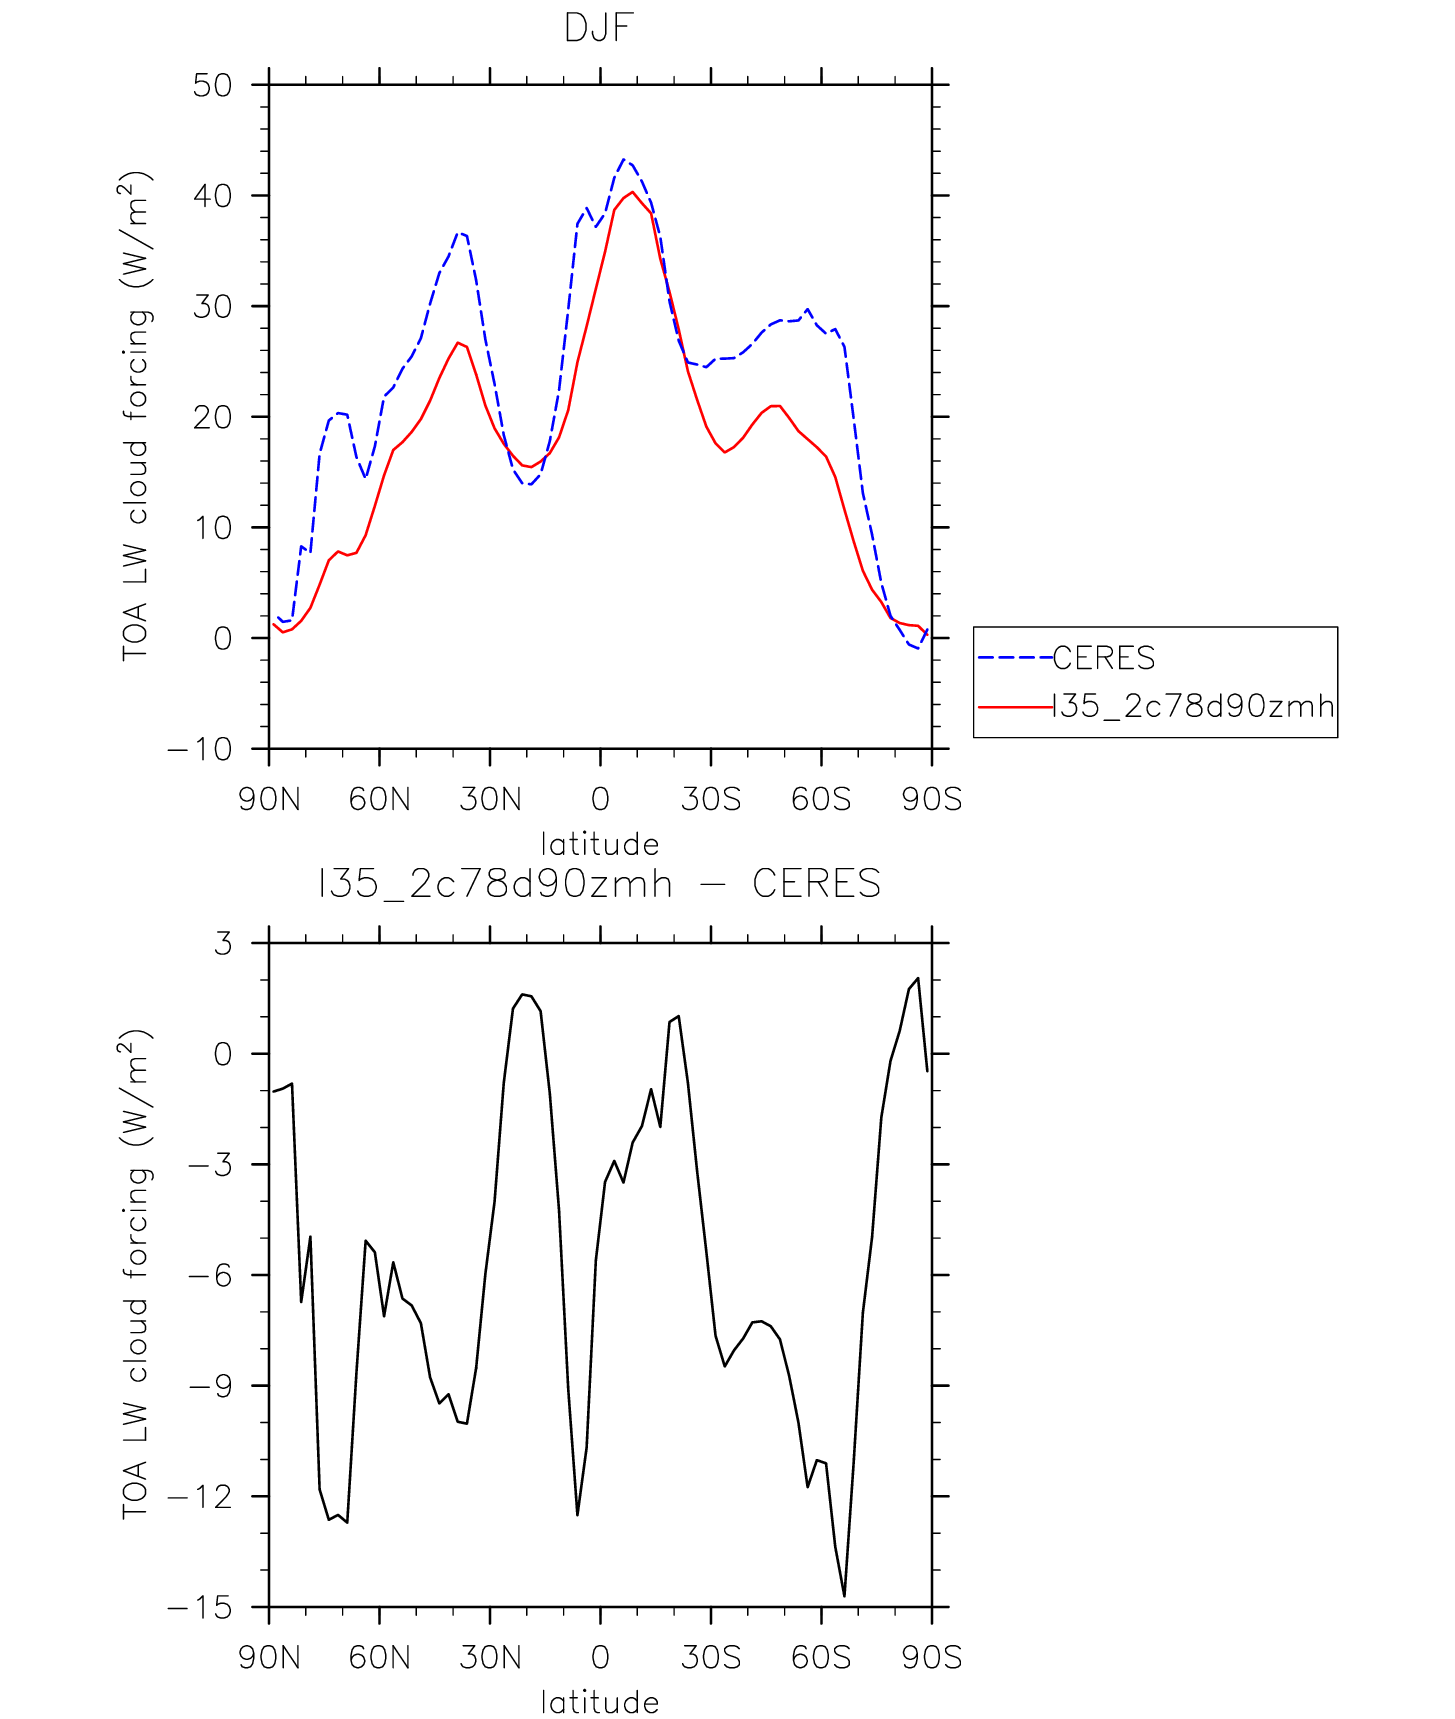 DJF
TOA LW cloud forcing (W/m²)
50
40
30
20
10
0
−10
90N 60N 30N 0 30S 60S 90S
latitude
CERES
I35_2c78d90zmh
I35_2c78d90zmh − CERES
TOA LW cloud forcing (W/m²)
3
0
−3
−6
−9
−12
−15
90N 60N 30N 0 30S 60S 90S
latitude